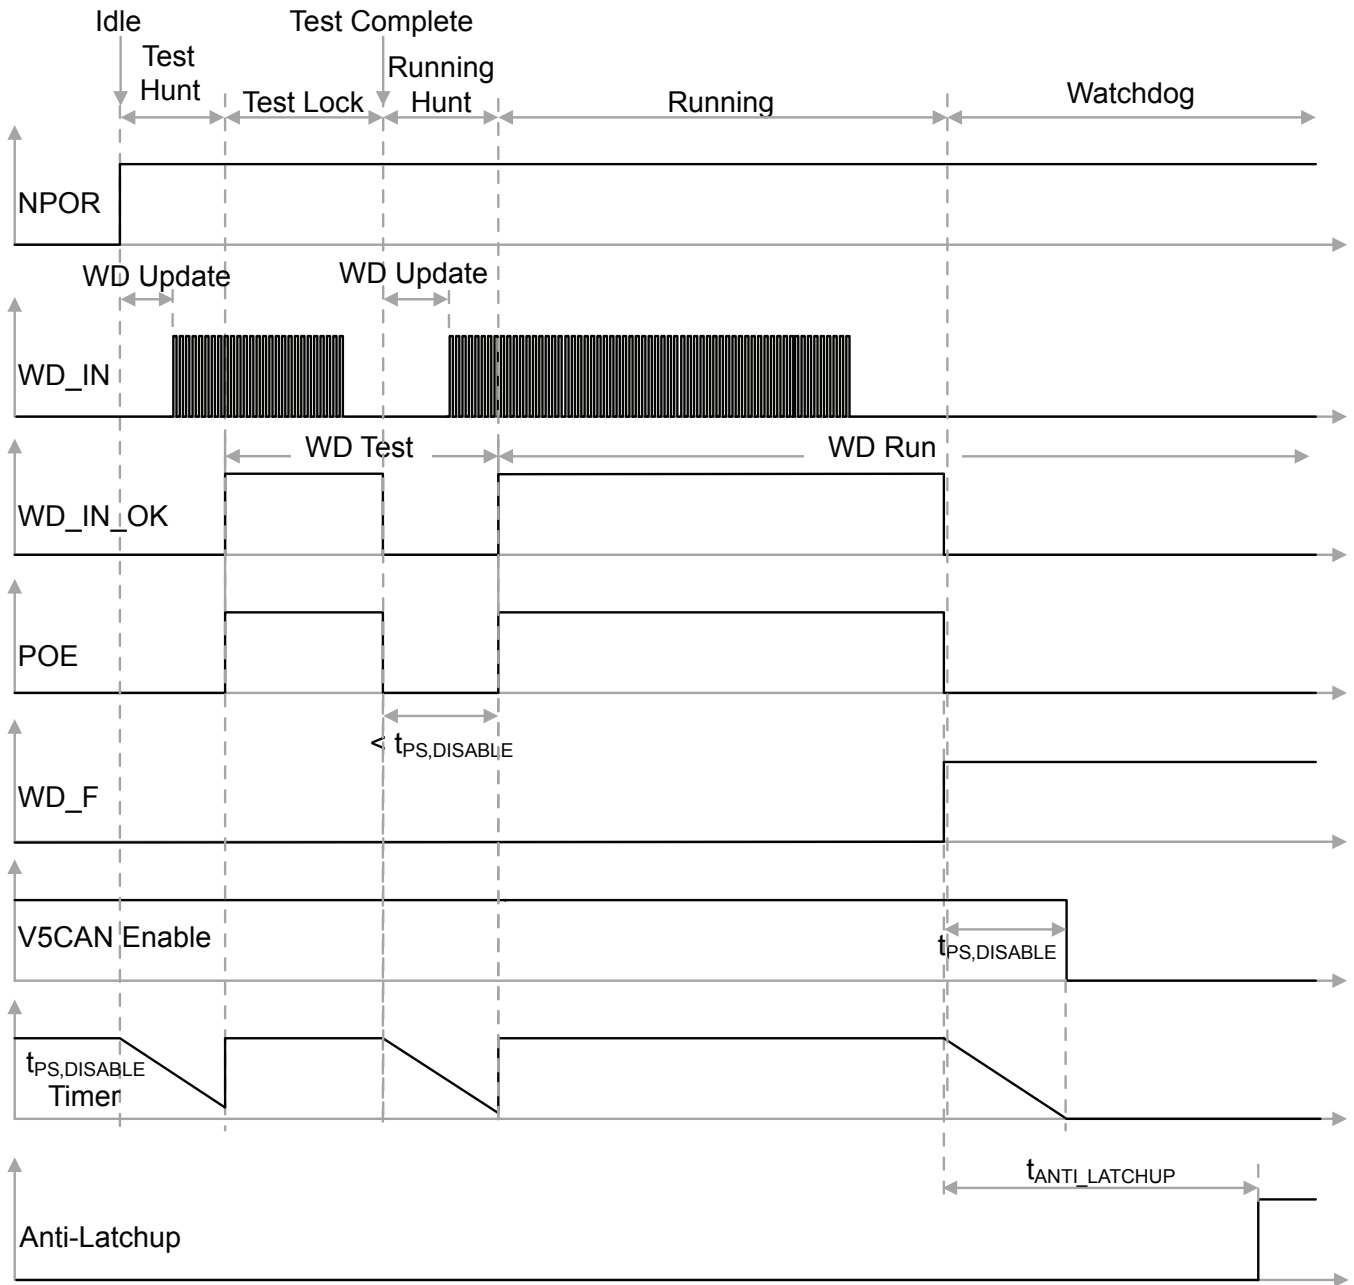 Idle
Test Complete
Test
Hunt
Running
Hunt
Test Lock
Running
Watchdog
NPOR
WD Update
WD Update
WD_IN
WD Test
WD Run
WD_IN_OK
POE
< tPS,DISABLE
WD_F
V5CAN Enable
tPS,DISABLE
tPS,DISABLE
Timer
tANTI_LATCHUP
Anti-Latchup